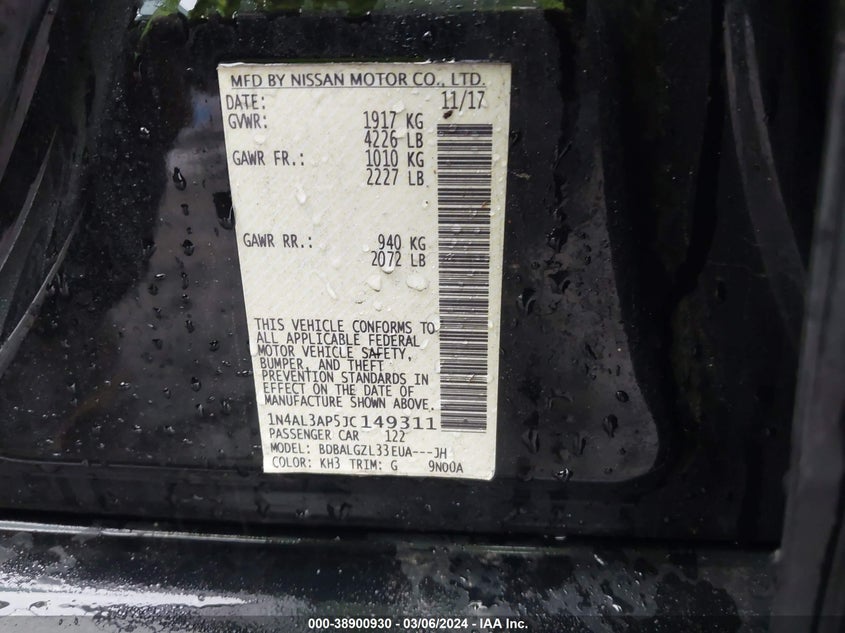 MFD BY NISSAN MOTOR CO., LTD.
DATE: 11/17
GVWR: 1917 KG
4226 LB
GAWR FR.: 1010 KG
2227 LB
GAWR RR.: 940 KG
2072 LB
THIS VEHICLE CONFORMS TO
ALL APPLICABLE FEDERAL
MOTOR VEHICLE SAFETY,
BUMPER, AND THEFT
PREVENTION STANDARDS IN
EFFECT ON THE DATE OF
MANUFACTURE SHOWN ABOVE.
1N4AL3AP5JC149311
PASSENGER CAR 122
MODEL: BDBALGZL33EUA---JH
COLOR: KH3 TRIM: G 9N00A
000-38900930 - 03/06/2024 - IAA Inc.